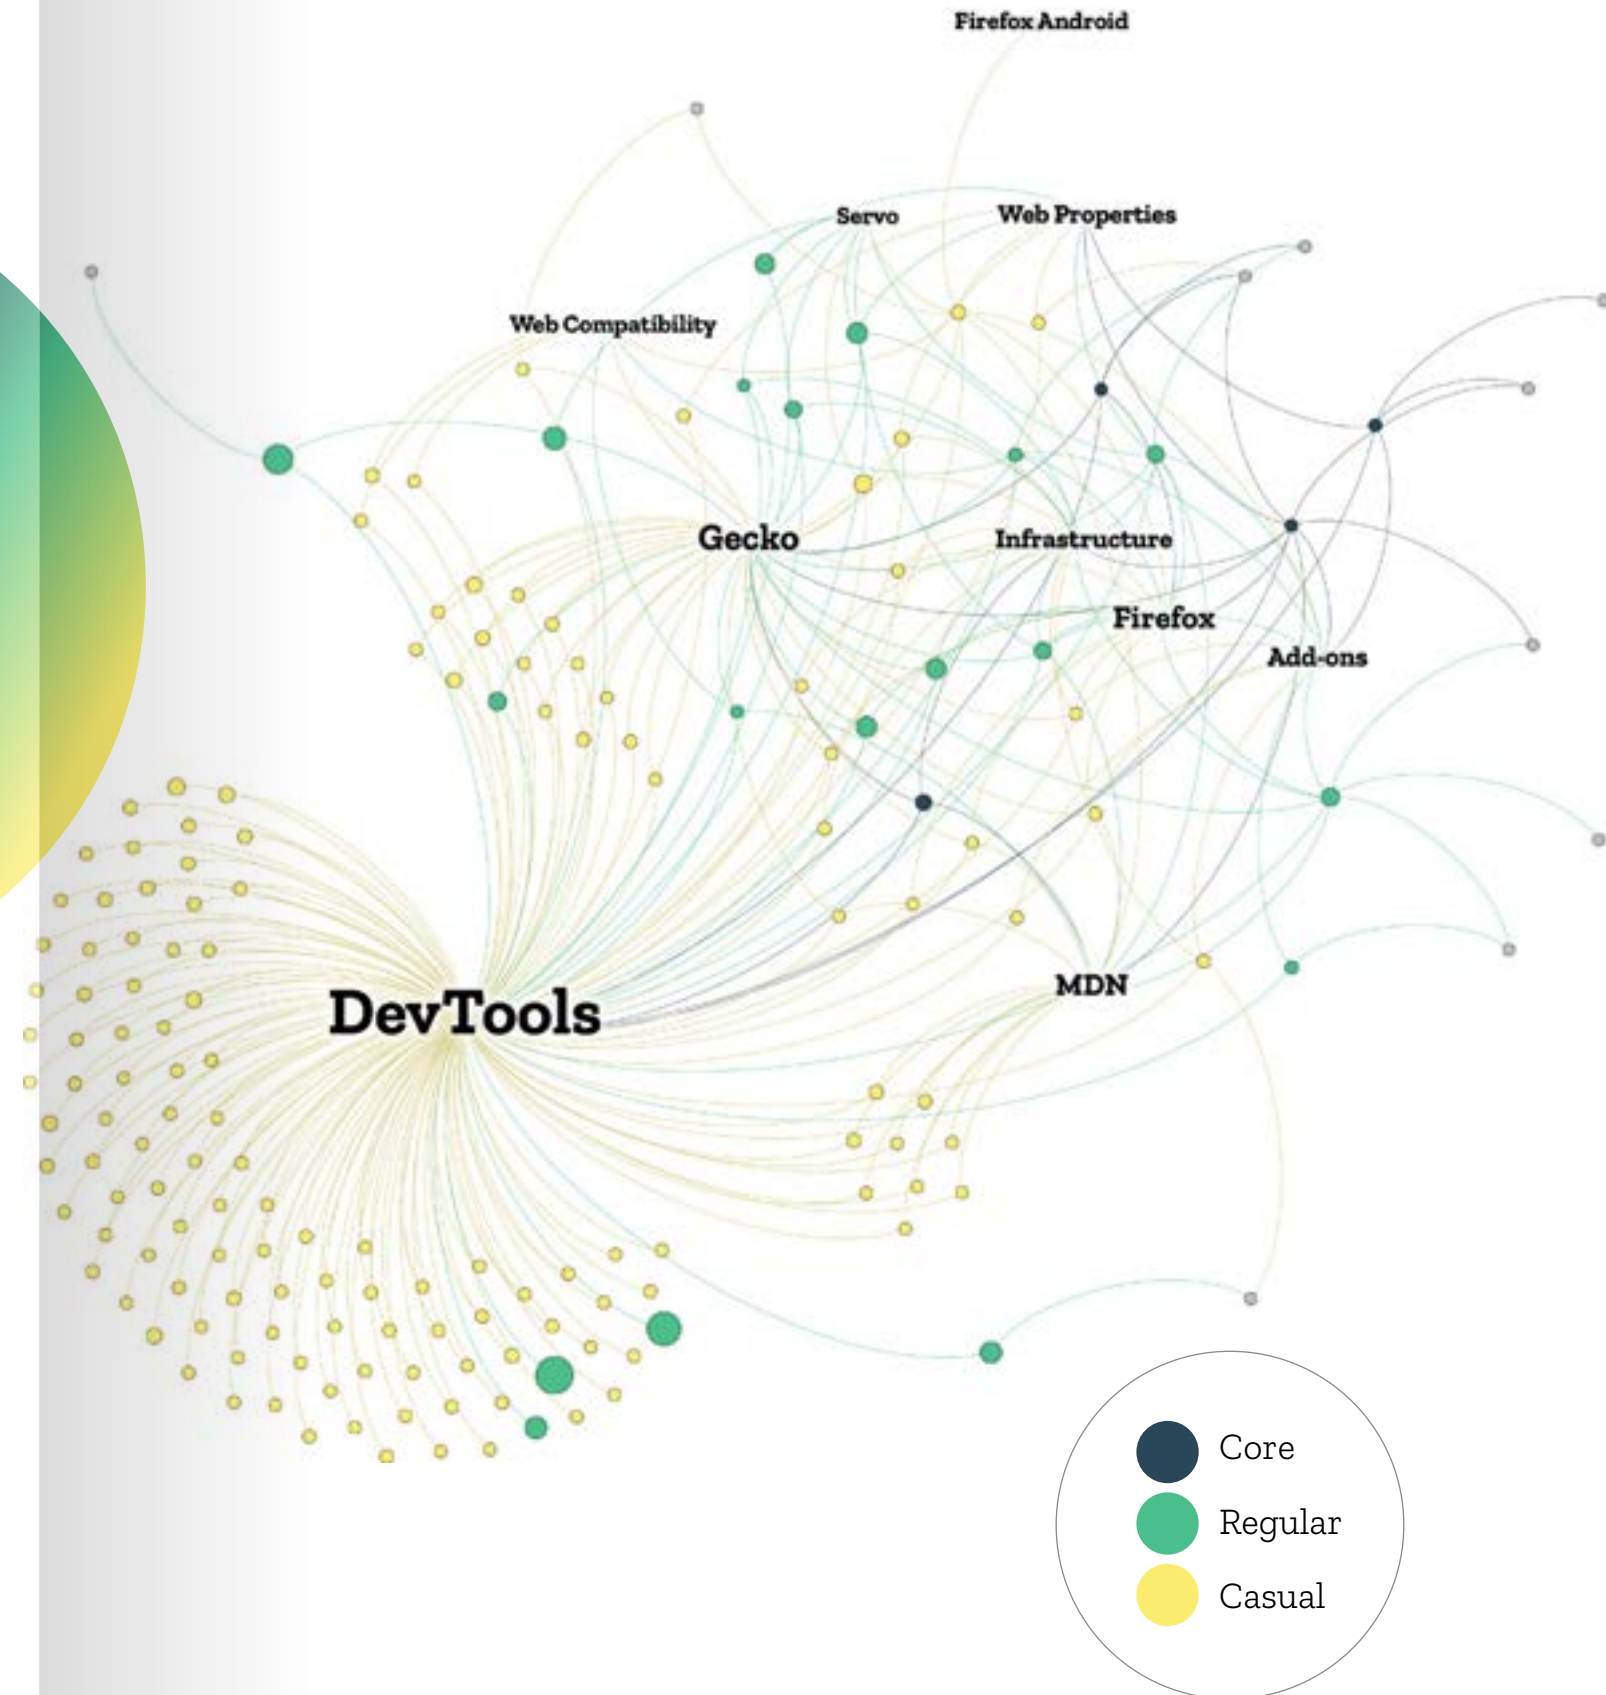 Firefox Android
Servo
Web Properties
Web Compatibility
Gecko
Infrastructure
Firefox
Add-ons
MDN
DevTools
Core
Regular
Casual